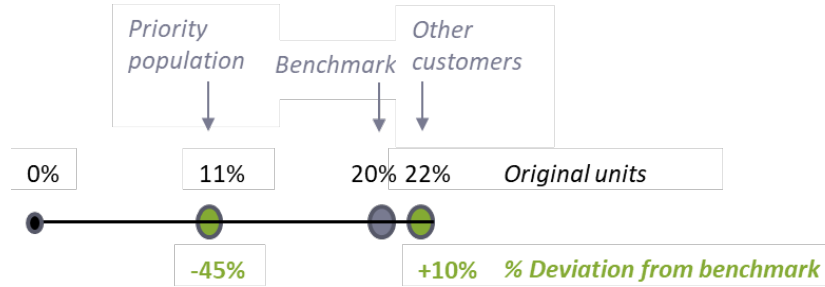 Priority
population
Benchmark
Other
customers
0% 11% 20% 22% Original units
-45% +10% % Deviation from benchmark